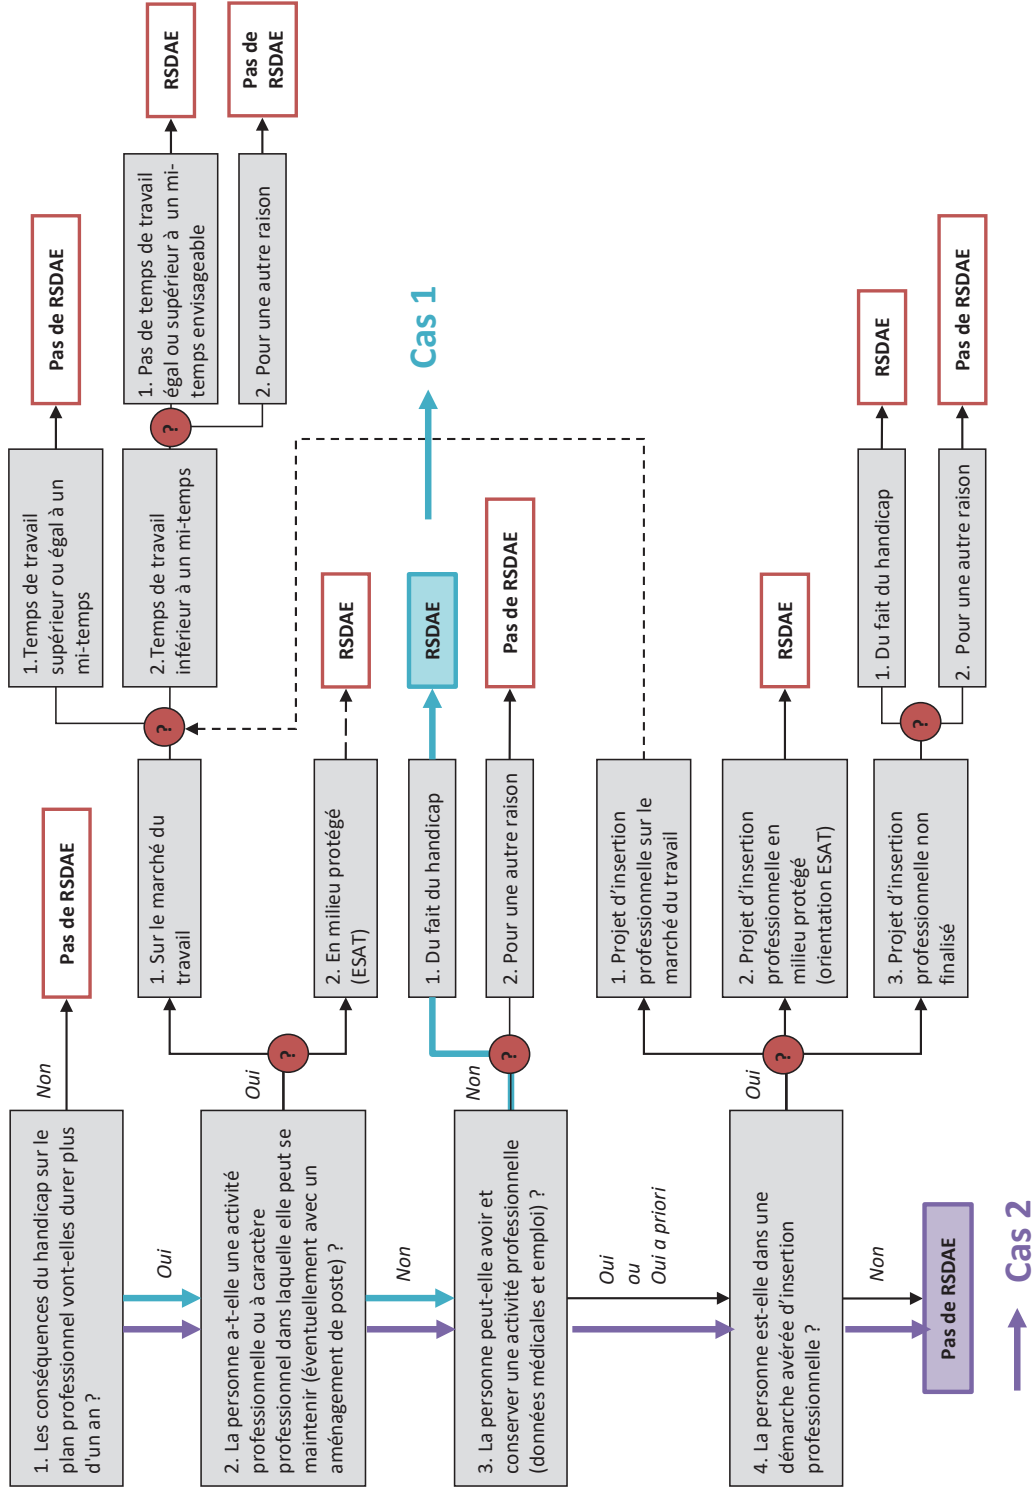 1. Les conséquences du handicap sur le
plan professionnel vont-elles durer plus
d'un an ?
Non
Pas de RSDAE
Oui
2. La personne a-t-elle une activité
professionnelle ou à caractère
professionnel dans laquelle elle peut se
maintenir (éventuellement avec un
aménagement de poste) ?
Oui
?
1. Sur le marché du
travail
?
1.Temps de travail
supérieur ou égal à un
mi-temps
Pas de RSDAE
2.Temps de travail
inférieur à un mi-temps
?
1. Pas de temps de travail
égal ou supérieur à un mi-
temps envisageable
RSDAE
2. Pour une autre raison
Pas de
RSDAE
2. En milieu protégé
(ESAT)
RSDAE
Non
3. La personne peut-elle avoir et
conserver une activité professionnelle
(données médicales et emploi) ?
Non
?
1. Du fait du handicap
RSDAE
Cas 1
2. Pour une autre raison
Pas de RSDAE
Oui
ou
Oui a priori
4. La personne est-elle dans une
démarche avérée d'insertion
professionnelle ?
Oui
?
1. Projet d'insertion
professionnelle sur le
marché du travail
2. Projet d'insertion
professionnelle en
milieu protégé
(orientation ESAT)
RSDAE
3. Projet d'insertion
professionnelle non
finalisé
?
1. Du fait du handicap
RSDAE
2. Pour une autre raison
Pas de RSDAE
Non
Pas de RSDAE
Cas 2